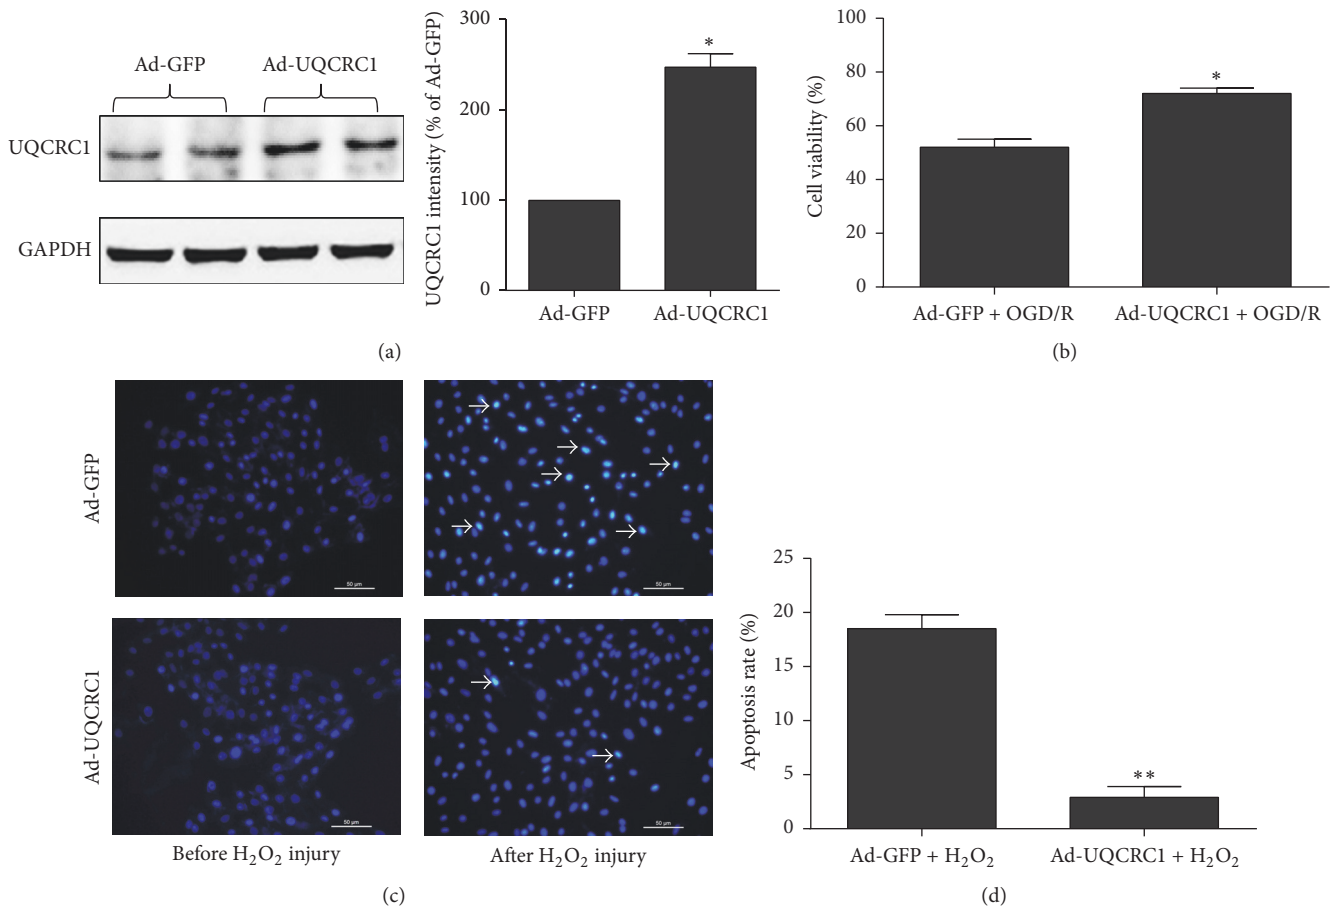 Ad-GFP
Ad-UQCRC1
UQCRC1
GAPDH
UQCRC1 intensity (% of Ad-GFP)
300
200
100
0
*
Ad-GFP
Ad-UQCRC1
(a)
Cell viability (%)
100
80
60
40
20
0
*
Ad-GFP + OGD/R
Ad-UQCRC1 + OGD/R
(b)
Ad-GFP
50 μm
50 μm
Ad-UQCRC1
50 μm
50 μm
Before H₂O₂ injury
After H₂O₂ injury
(c)
Apoptosis rate (%)
25
20
15
10
5
0
**
Ad-GFP + H₂O₂
Ad-UQCRC1 + H₂O₂
(d)